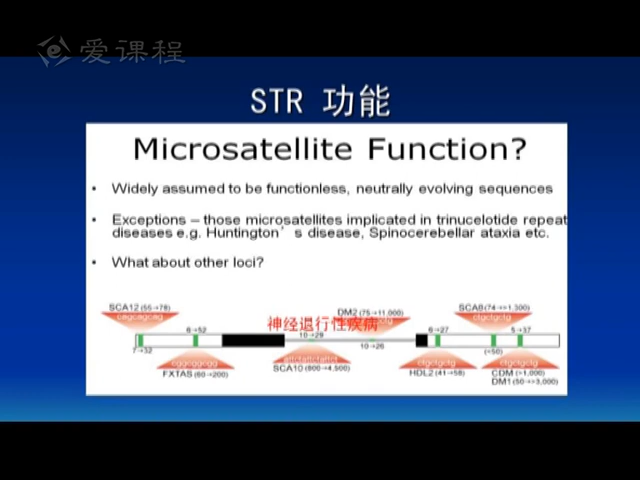 爱课程
STR 功能
Microsatellite Function?
• Widely assumed to be functionless, neutrally evolving sequences
• Exceptions – those microsatellites implicated in trinucelotide repeat
diseases e.g. Huntington's disease, Spinocerebellar ataxia etc.
• What about other loci?
SCA12 (55→78)
cagcagcag
DM2 (75→11,000)
SCA8 (74→>1,300)
ctgctgctg
神经退行性疾病
6→52
10→29
6→27
5→37
7→32
10→26
(<50)
cggcggcgg
attctattctattct
ctgctgctg
ctgctgctg
FXTAS (60→200)
SCA10 (800→4,500)
HDL2 (41→58)
CDM (>1,000)
DM1 (50→>3,000)